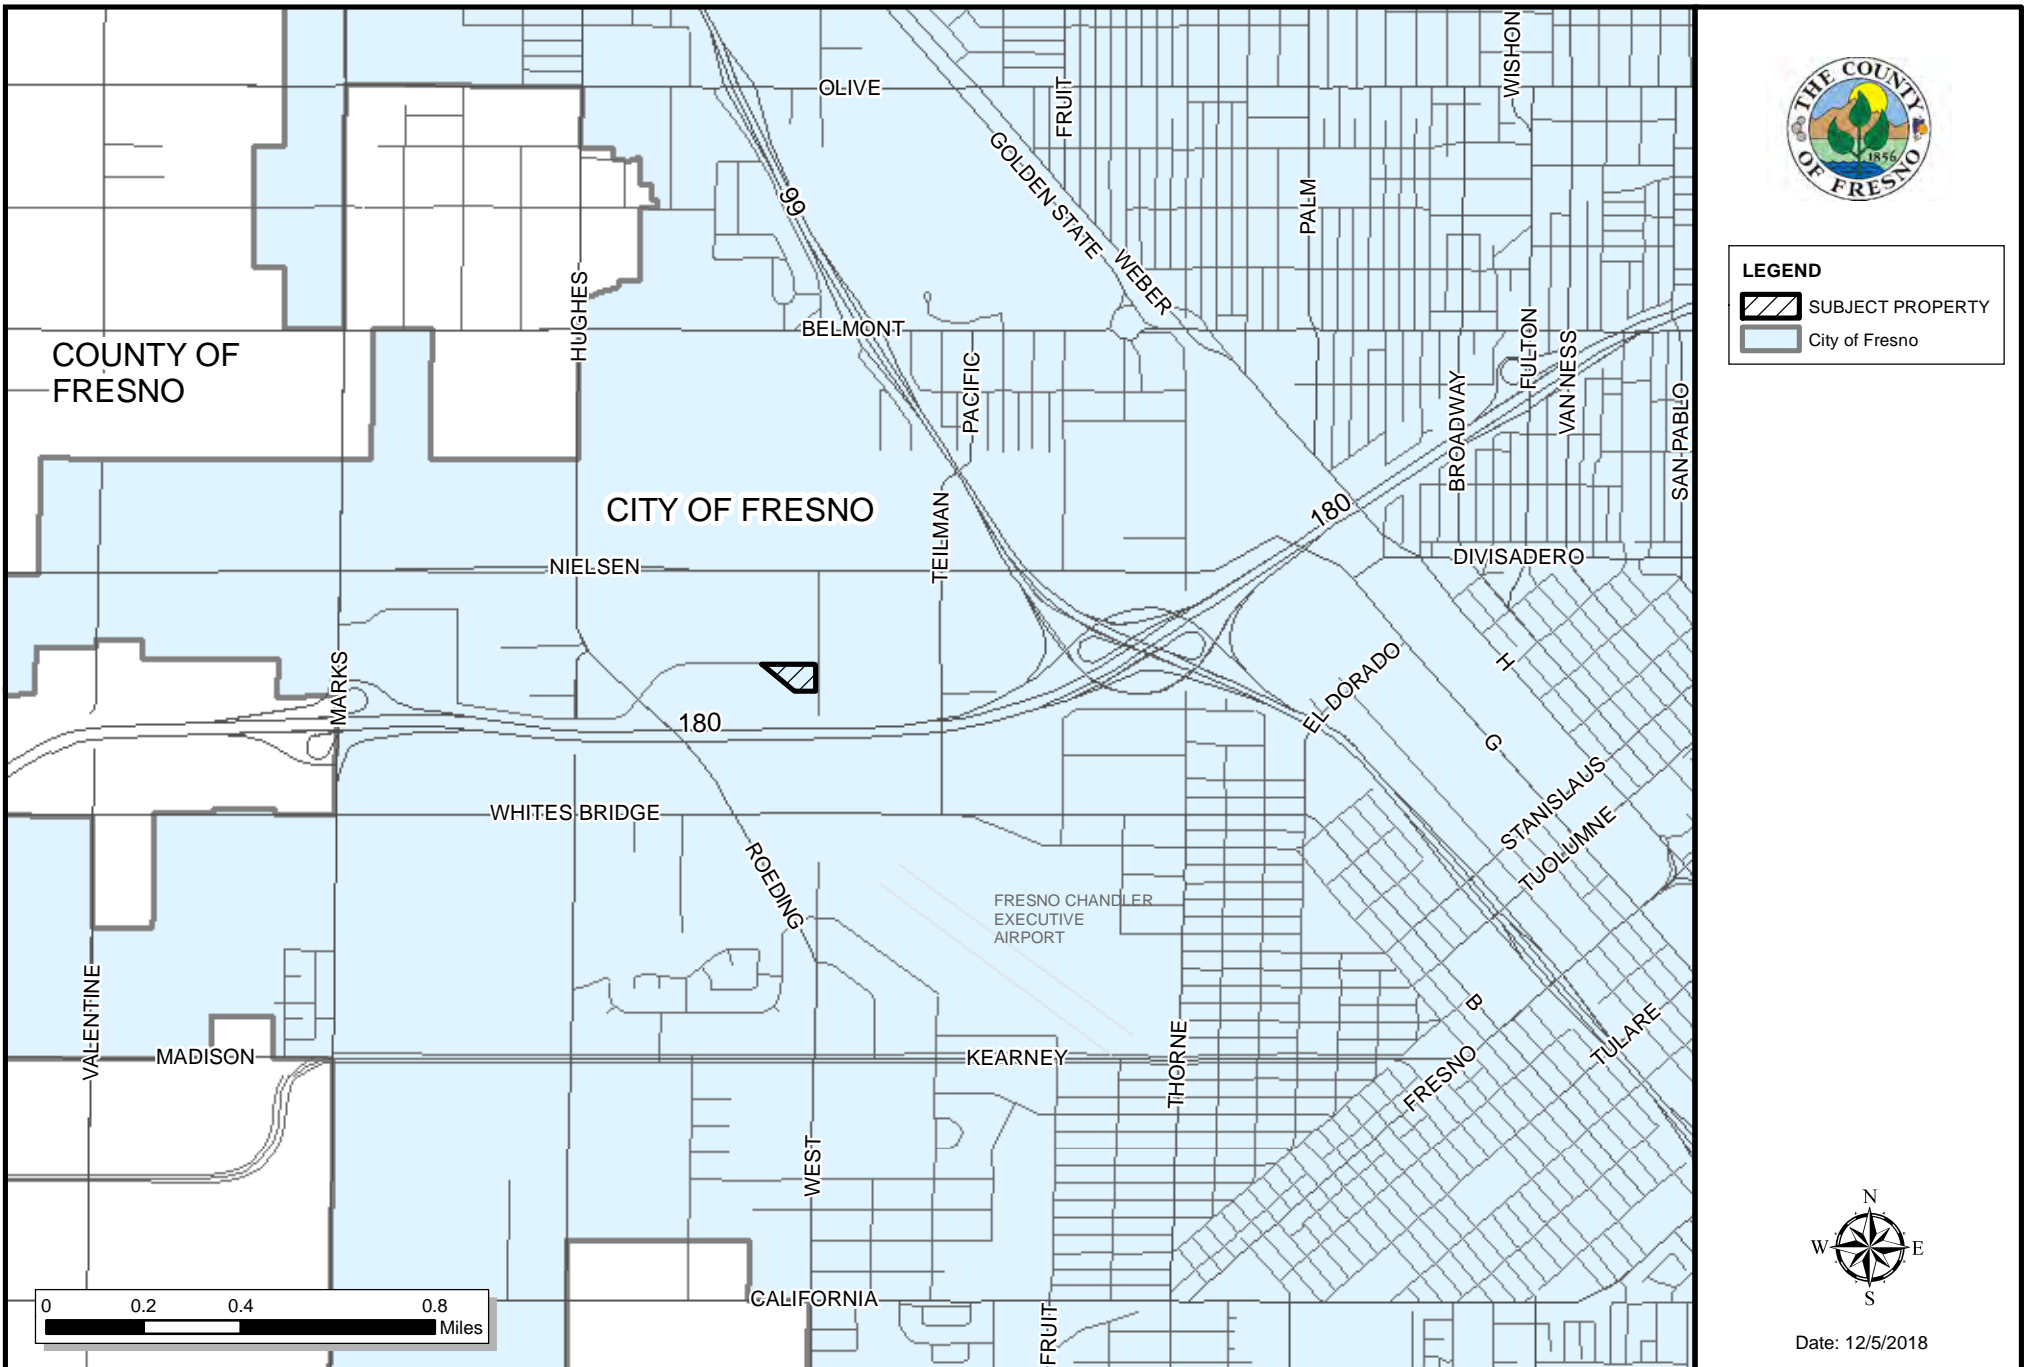 OLIVE
FRUIT
WISHON
GOLDEN STATE
WEBER
99
PALM
HUGHES
BELMONT
COUNTY OF
FRESNO
PACIFIC
FULTON
VAN NESS
BROADWAY
SAN PABLO
CITY OF FRESNO
180
TEILMAN
NIELSEN
DIVISADERO
MARKS
EL DORADO
H
180
G
STANISLAUS
TUOLUMNE
WHITES BRIDGE
ROEDING
FRESNO CHANDLER
EXECUTIVE
AIRPORT
VALENTINE
B
TULARE
MADISON
KEARNEY
THORNE
FRESNO
WEST
CALIFORNIA
FRUIT
0 0.2 0.4 0.8
Miles
THE COUNTY
OF FRESNO
1856
LEGEND
SUBJECT PROPERTY
City of Fresno
N
W E
S
Date: 12/5/2018